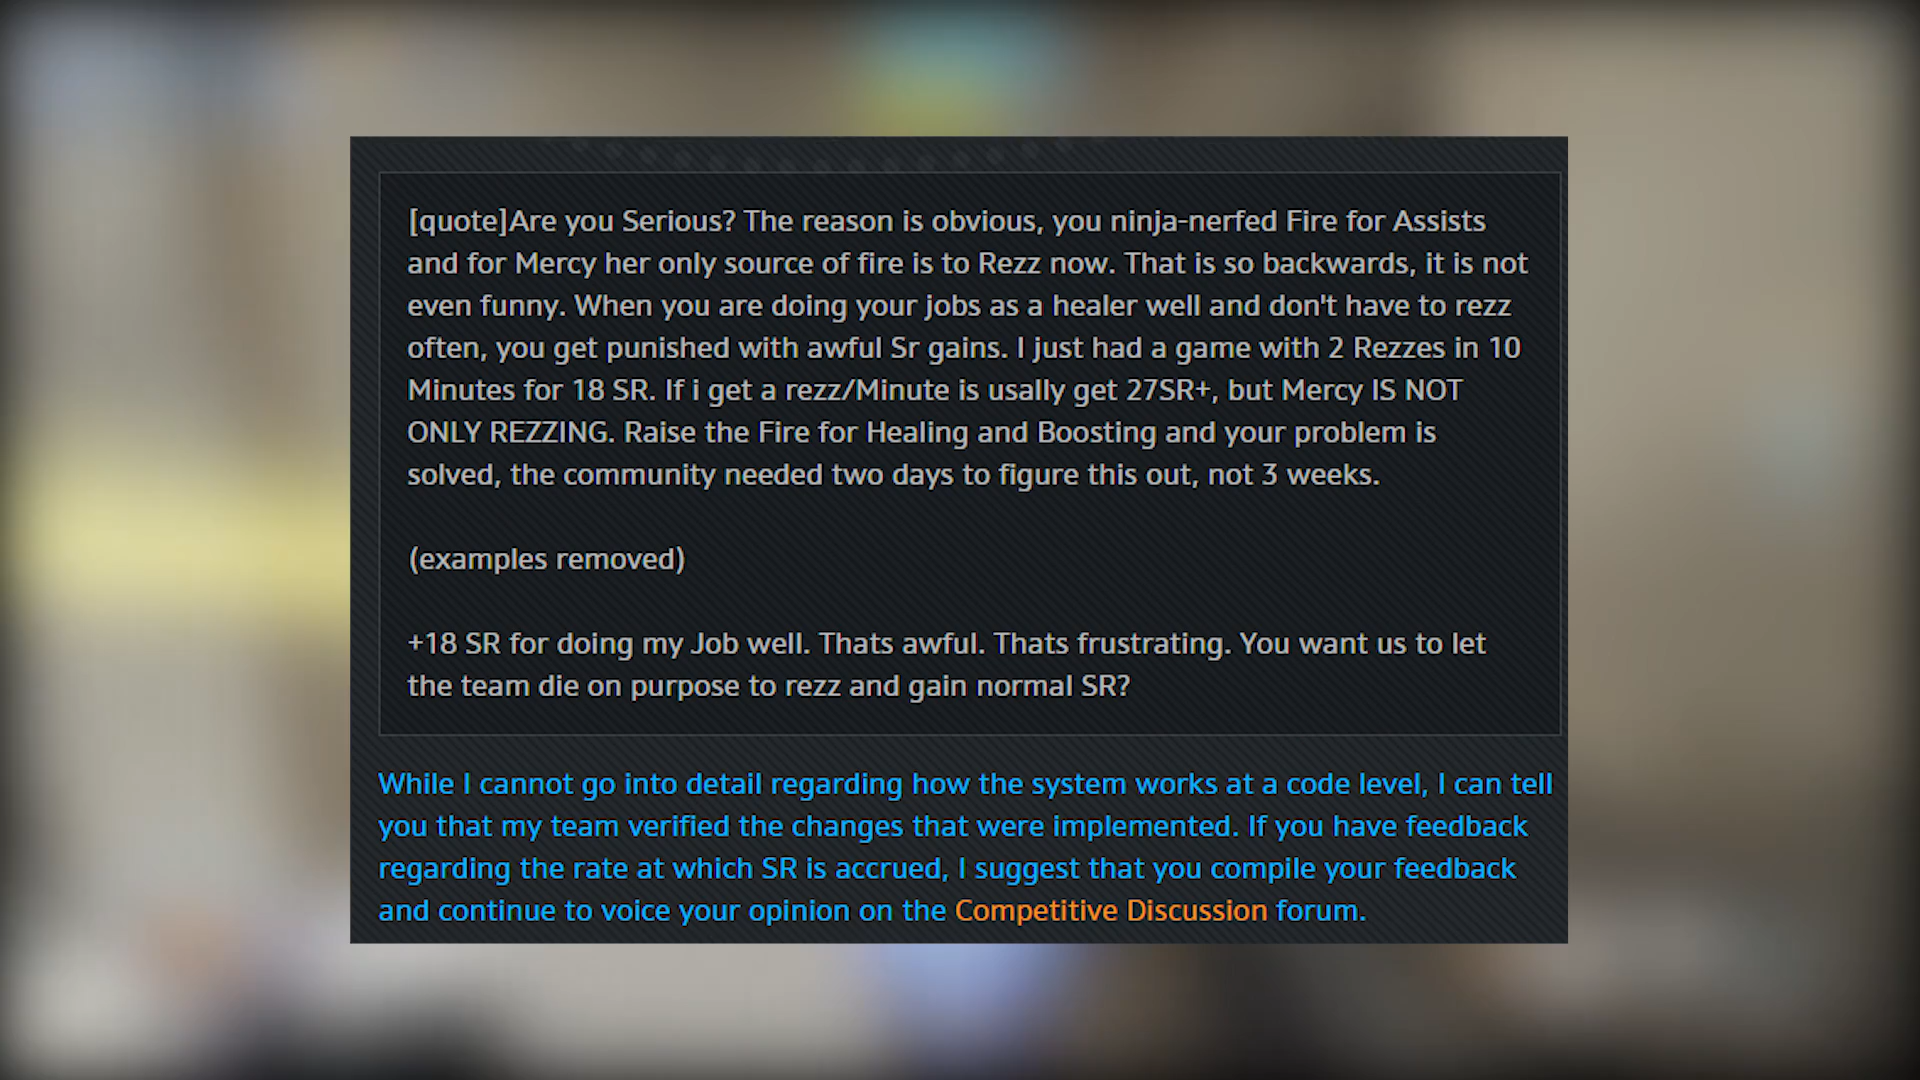 [quote]Are you Serious? The reason is obvious, you ninja-nerfed Fire for Assists
and for Mercy her only source of fire is to Rezz now. That is so backwards, it is not
even funny. When you are doing your jobs as a healer well and don't have to rezz
often, you get punished with awful Sr gains. I just had a game with 2 Rezzes in 10
Minutes for 18 SR. If i get a rezz/Minute is usally get 27SR+, but Mercy IS NOT
ONLY REZZING. Raise the Fire for Healing and Boosting and your problem is
solved, the community needed two days to figure this out, not 3 weeks.
(examples removed)
+18 SR for doing my Job well. Thats awful. Thats frustrating. You want us to let
the team die on purpose to rezz and gain normal SR?
While I cannot go into detail regarding how the system works at a code level, I can tell
you that my team verified the changes that were implemented. If you have feedback
regarding the rate at which SR is accrued, I suggest that you compile your feedback
and continue to voice your opinion on the Competitive Discussion forum.